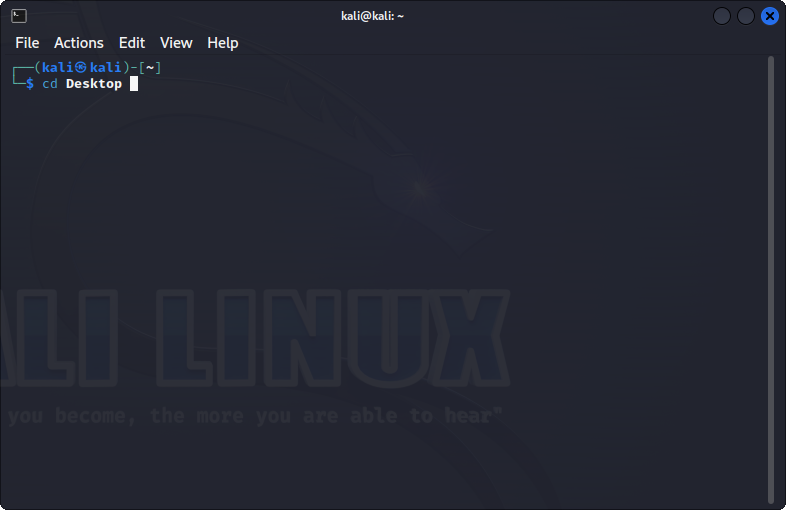 kali@kali: ~
File Actions Edit View Help
┌──(kali㉿kali)-[~]
└─$ cd Desktop
ALI LINUX
you become, the more you are able to hear"